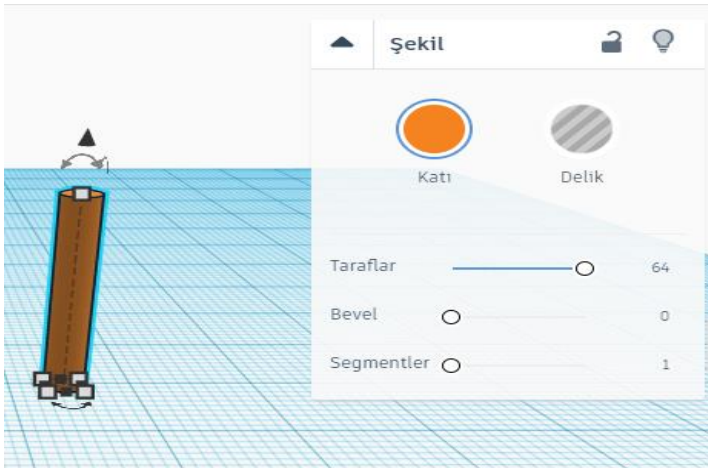 Şekil
Katı Delik
Taraflar 64
Bevel 0
Segmentler 1